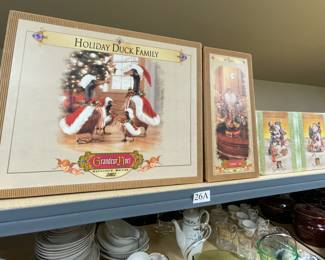 Holiday Duck Family
Grandeur Noel
26A